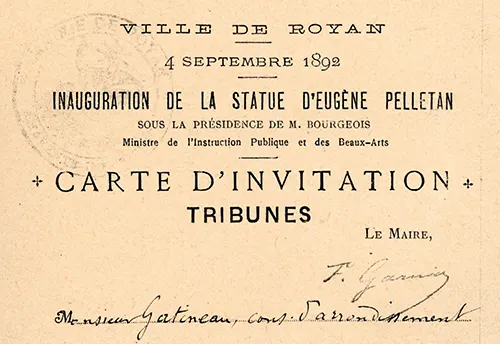 VILLE DE ROYAN
4 SEPTEMBRE 1892
INAUGURATION DE LA STATUE D'EUGÈNE PELLETAN
SOUS LA PRÉSIDENCE DE M. BOURGEOIS
Ministre de l'Instruction Publique et des Beaux-Arts
CARTE D'INVITATION
TRIBUNES
LE MAIRE,
F. Garnier
Monsieur Gatineau, cons. d'arrondissement